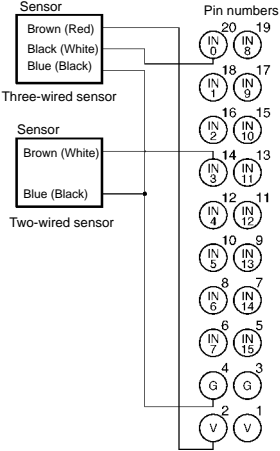 Sensor
Pin numbers
Brown (Red)
Black (White)
Blue (Black)
Three-wired sensor
Sensor
Brown (White)
Blue (Black)
Two-wired sensor
20 19
IN 0 IN 8
18 17
IN 1 IN 9
16 15
IN 2 IN 10
14 13
IN 3 IN 11
12 11
IN 4 IN 12
10 9
IN 5 IN 13
8 7
IN 6 IN 14
6 5
IN 7 IN 15
4 3
G G
2 1
V V